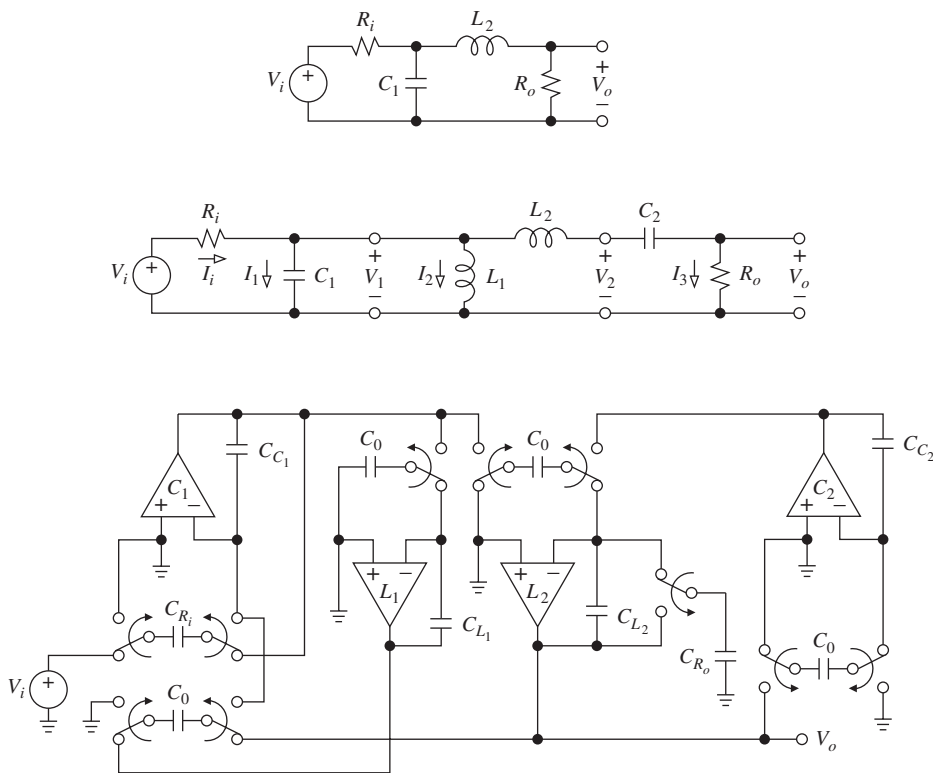 R_i
L_2
V_i
+
C_1
R_o
+
V_o
−
R_i
L_2
C_2
V_i
+
I_i
I_1
C_1
+
V_1
−
I_2
L_1
+
V_2
−
I_3
R_o
+
V_o
−
C_{C_1}
C_0
C_0
C_{C_2}
C_1
+ −
C_2
+ −
C_{R_i}
+ −
L_1
C_{L_1}
+ −
L_2
C_{L_2}
C_{R_o}
C_0
V_i
+
C_0
V_o